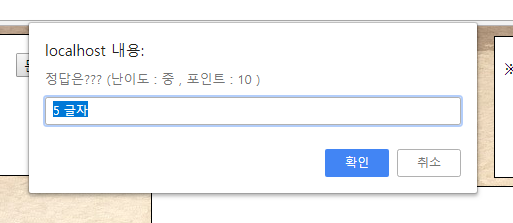 localhost 내용:
정답은??? (난이도 : 중 , 포인트 : 10 )
5 글자
확인 취소
※